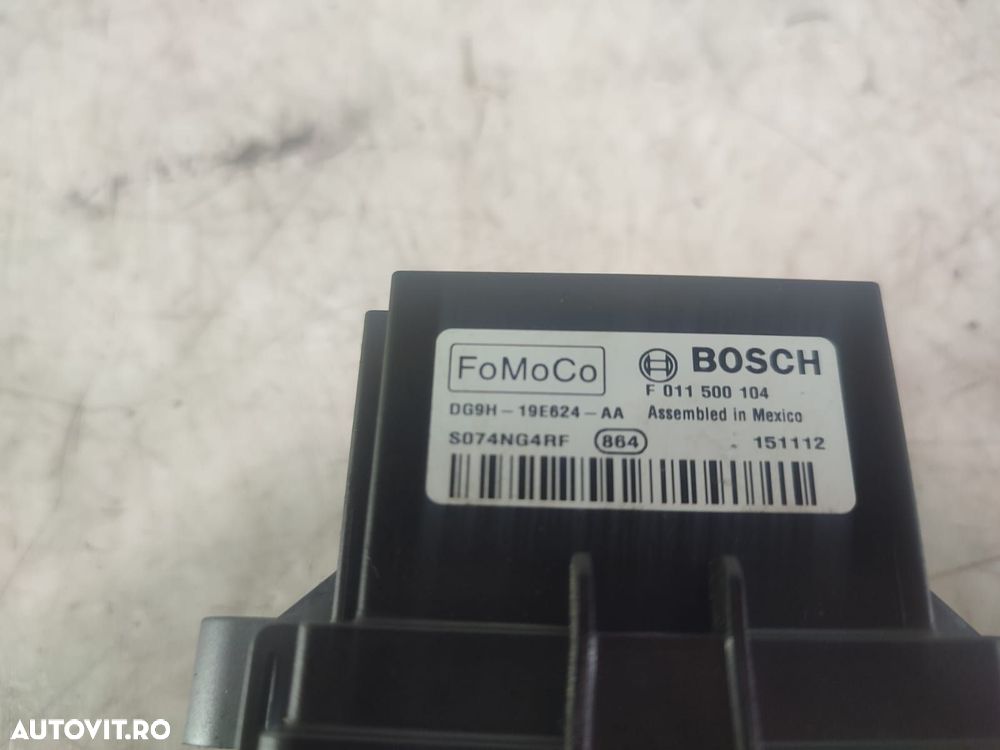 FoMoCo
BOSCH
F 011 500 104
DG9H-19E624-AA
Assembled in Mexico
S074NG4RF
864
151112
AUTOVIT.RO